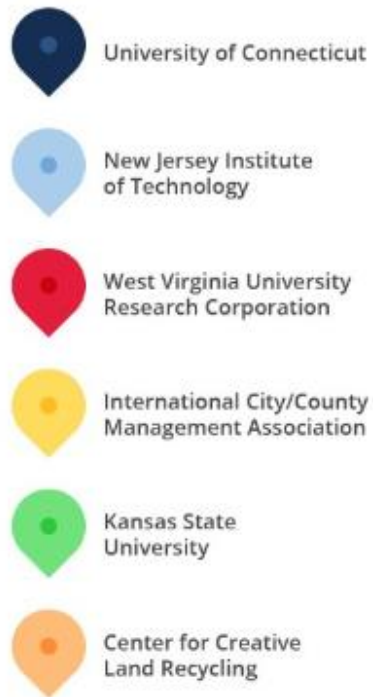 University of Connecticut
New Jersey Institute
of Technology
West Virginia University
Research Corporation
International City/County
Management Association
Kansas State
University
Center for Creative
Land Recycling